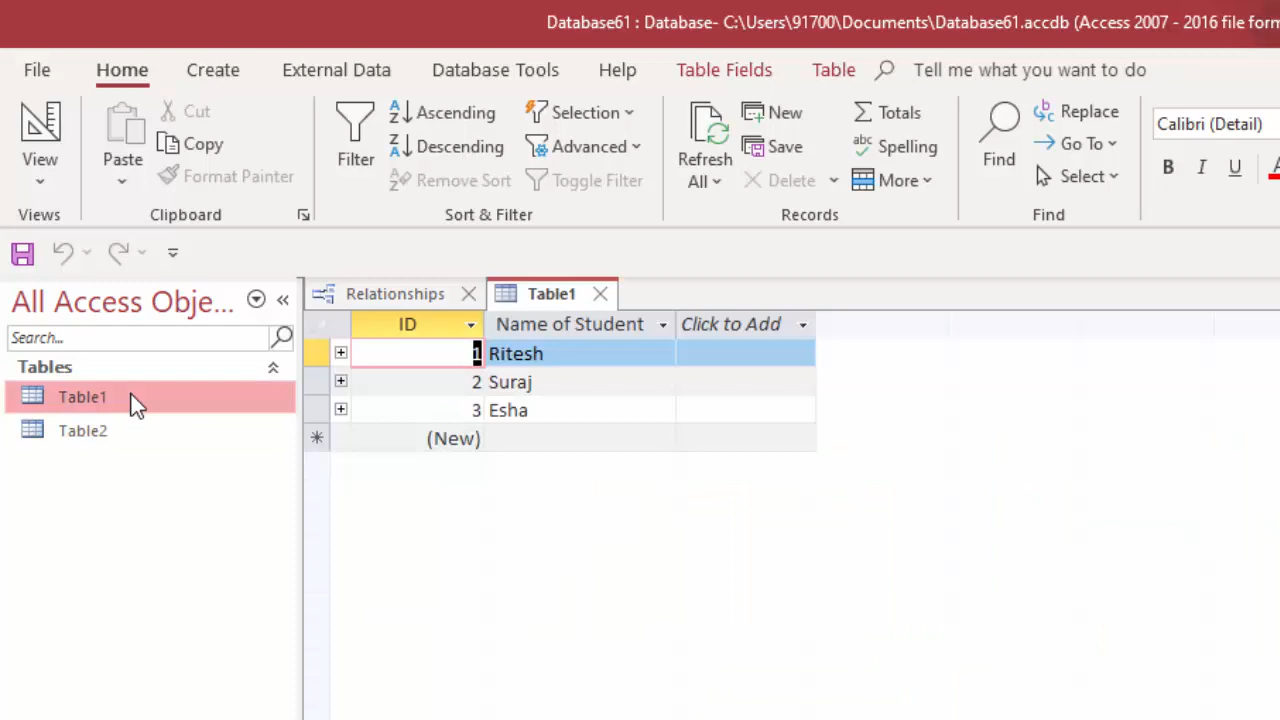 Database61 : Database- C:\Users\91700\Documents\Database61.accdb (Access 2007 - 2016 file form
File Home Create External Data Database Tools Help Table Fields Table Tell me what you want to do
View
Views
Paste
Cut
Copy
Format Painter
Clipboard
Filter
Ascending
Descending
Remove Sort
Selection
Advanced
Toggle Filter
Sort & Filter
Refresh
All
New
Save
Delete
Totals
Spelling
More
Records
Find
Replace
Go To
Select
Find
Calibri (Detail)
B I U A
All Access Obje...
Search...
Tables
Table1
Table2
Relationships Table1
ID Name of Student Click to Add
1 Ritesh
2 Suraj
3 Esha
(New)